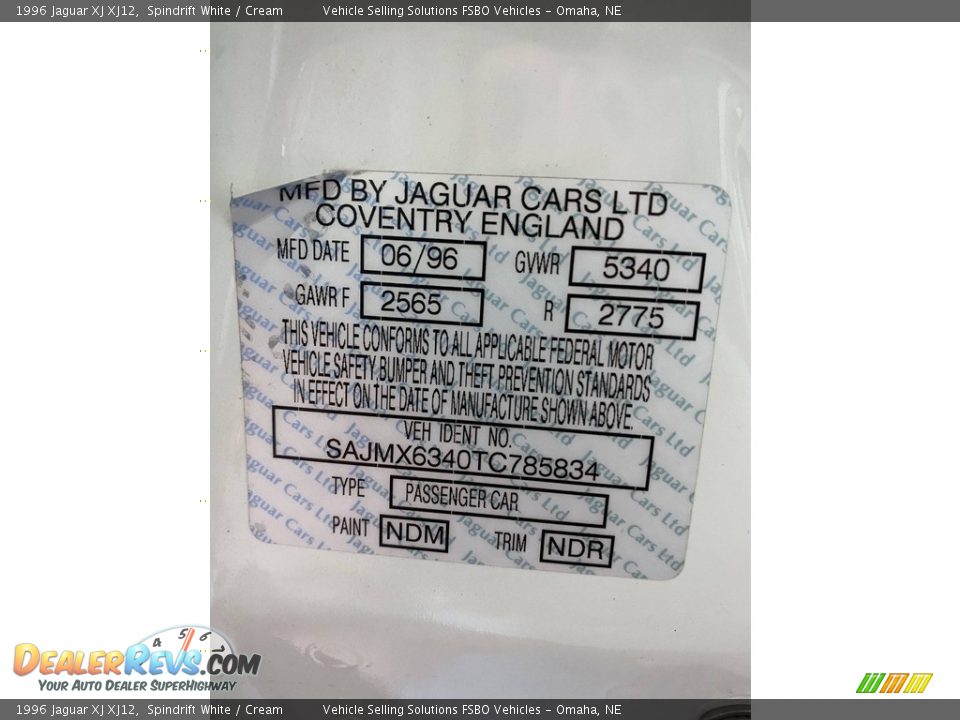 1996 Jaguar XJ XJ12, Spindrift White / Cream Vehicle Selling Solutions FSBO Vehicles - Omaha, NE
MFD BY JAGUAR CARS LTD
COVENTRY ENGLAND
MFD DATE 06/96 GVWR 5340
GAWR F 2565 R 2775
THIS VEHICLE CONFORMS TO ALL APPLICABLE FEDERAL MOTOR
VEHICLE SAFETY, BUMPER AND THEFT PREVENTION STANDARDS
IN EFFECT ON THE DATE OF MANUFACTURE SHOWN ABOVE.
VEH IDENT NO.
SAJMX6340TC785834
TYPE PASSENGER CAR
PAINT NDM TRIM NDR
4 5 6
DEALERREVS.COM
YOUR AUTO DEALER SUPERHIGHWAY
1996 Jaguar XJ XJ12, Spindrift White / Cream Vehicle Selling Solutions FSBO Vehicles - Omaha, NE